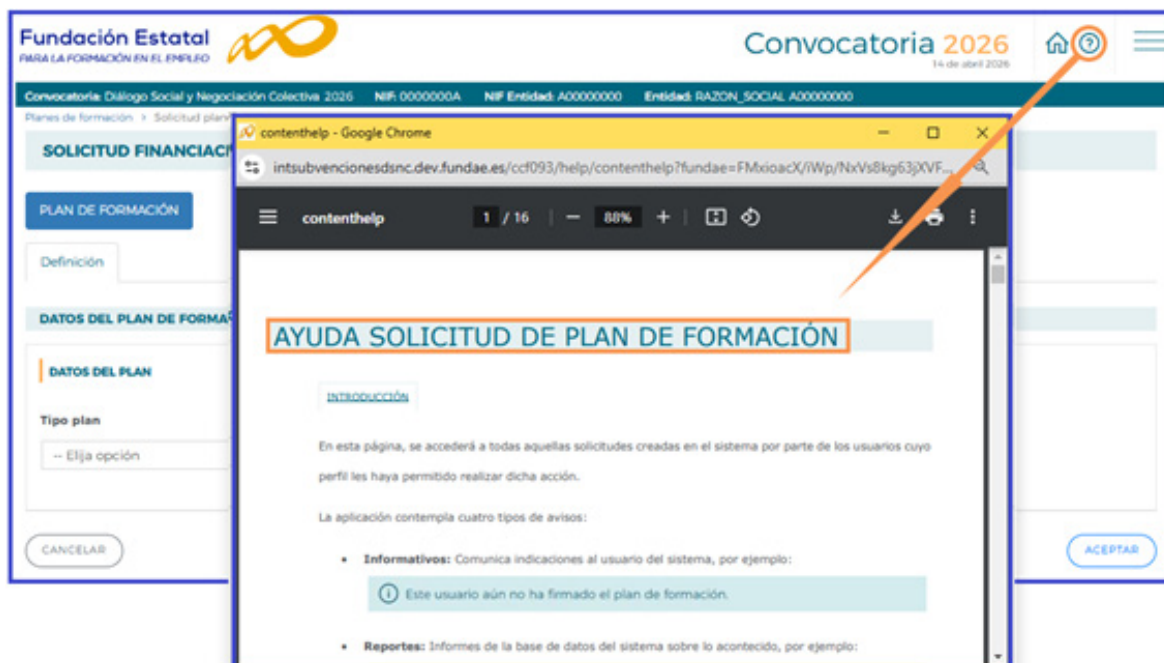 Fundación Estatal
PARA LA FORMACIÓN EN EL EMPLEO
Convocatoria 2026
14 de abril 2026
Convocatoria: Diálogo Social y Negociación Colectiva 2026 NIF: 0000000A NIF Entidad: A00000000 Entidad: RAZON_SOCIAL A00000000
Planes de formación > Solicitud plan
SOLICITUD FINANCIACI
PLAN DE FORMACIÓN
Definición
DATOS DEL PLAN DE FORMA
DATOS DEL PLAN
Tipo plan
-- Elija opción
CANCELAR
ACEPTAR
contenthelp - Google Chrome
intsubvencionesdsnc.dev.fundae.es/ccf093/help/contenthelp?fundae=FMxioacX/iWp/NxVs8kg63jXVF...
contenthelp 1 / 16 88%
AYUDA SOLICITUD DE PLAN DE FORMACIÓN
INTRODUCCIÓN
En esta página, se accederá a todas aquellas solicitudes creadas en el sistema por parte de los usuarios cuyo
perfil les haya permitido realizar dicha acción.
La aplicación contempla cuatro tipos de avisos:
• Informativos: Comunica indicaciones al usuario del sistema, por ejemplo:
Este usuario aún no ha firmado el plan de formación.
• Reportes: Informes de la base de datos del sistema sobre lo acontecido, por ejemplo: